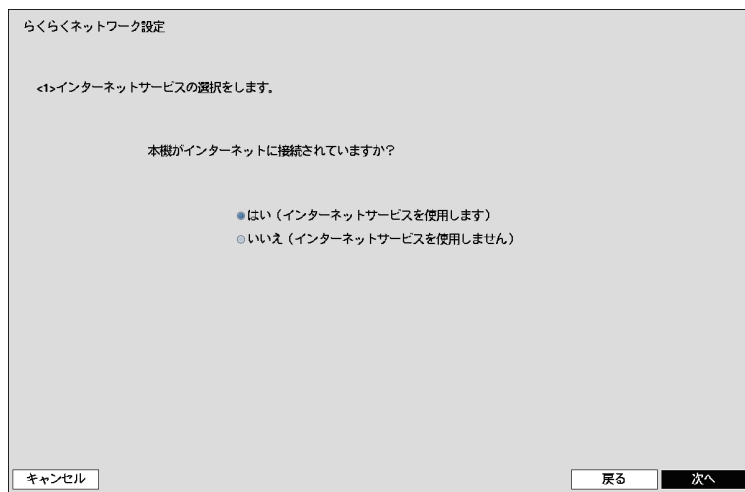 らくらくネットワーク設定
<1>インターネットサービスの選択をします。
本機がインターネットに接続されていますか？
はい（インターネットサービスを使用します）
いいえ（インターネットサービスを使用しません）
キャンセル
戻る
次へ